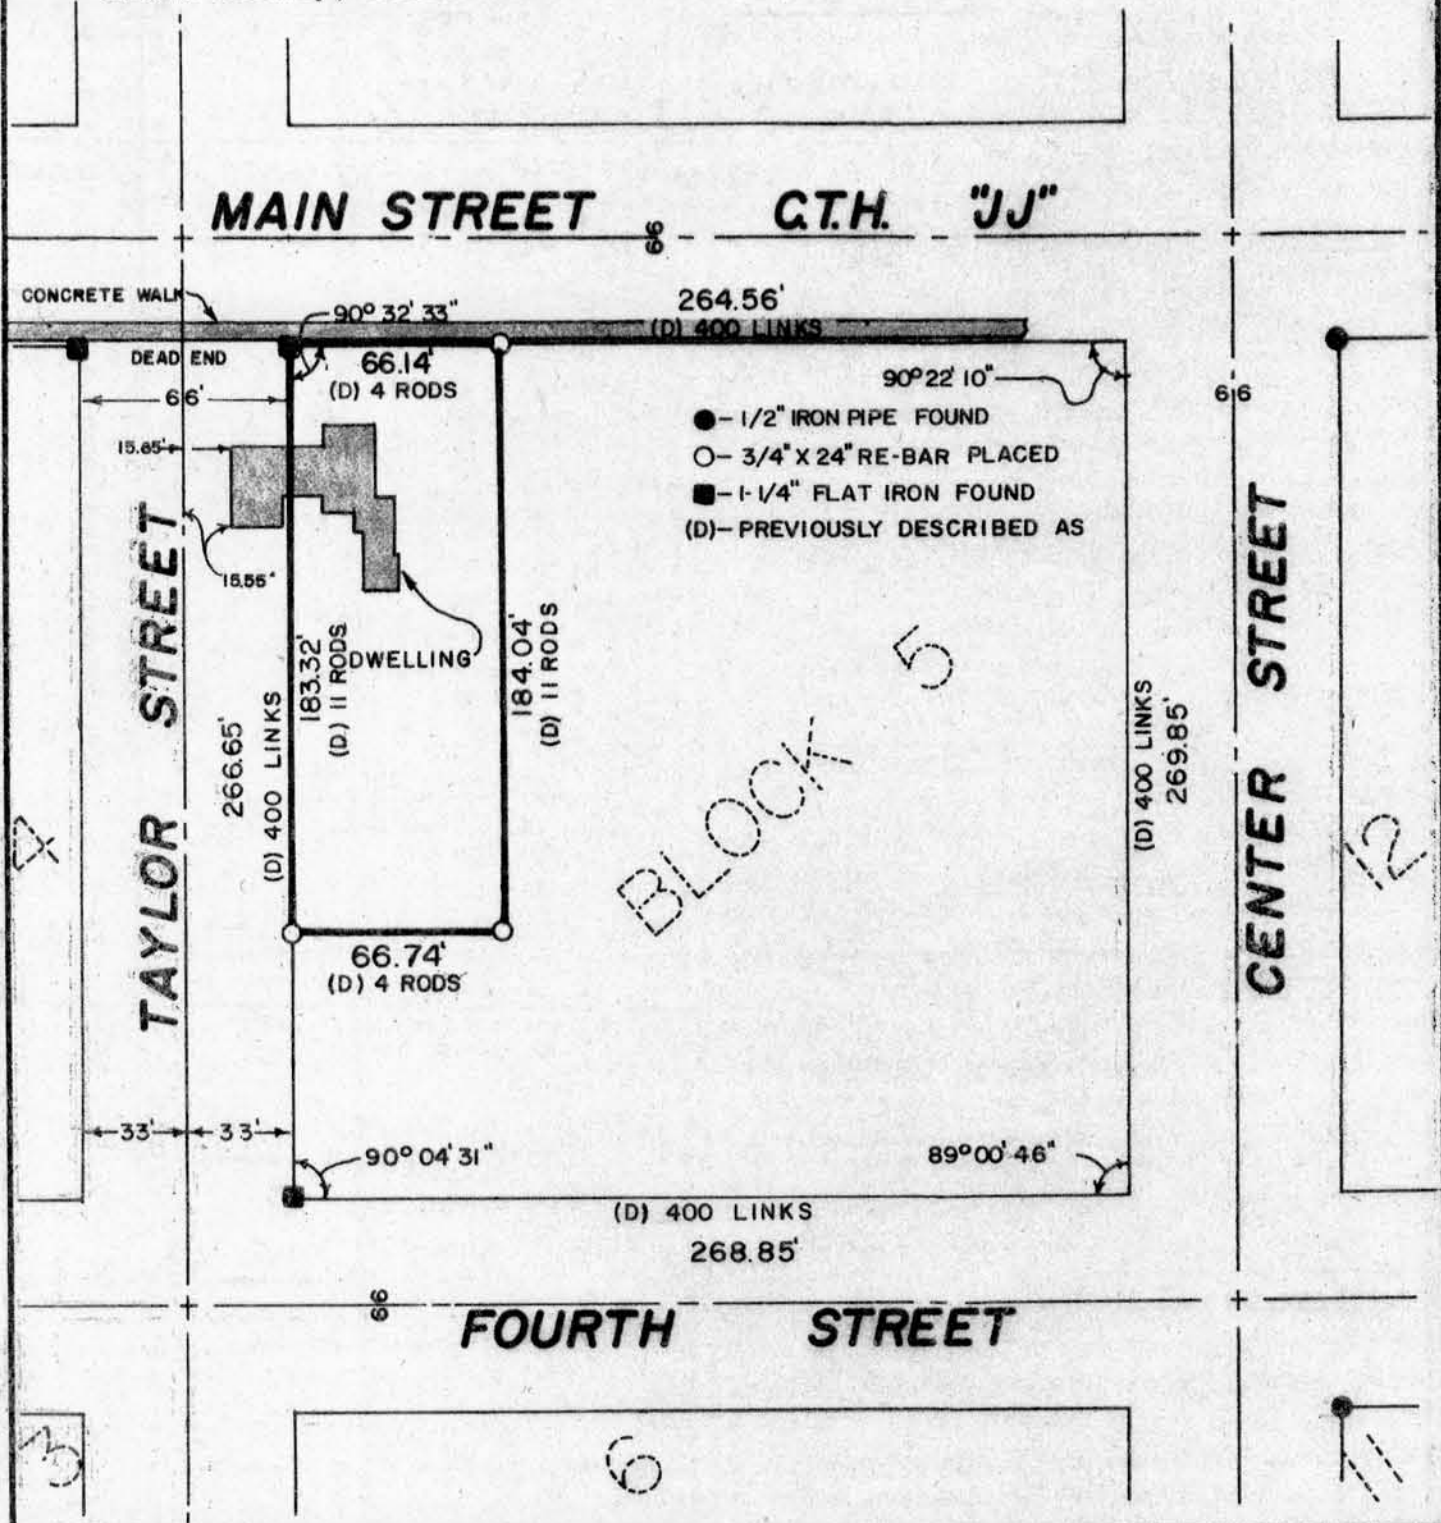 MAIN STREET C.T.H. "JJ"
66
CONCRETE WALK
90° 32' 33"
264.56'
(D) 400 LINKS
DEAD END
66.14'
(D) 4 RODS
66'
90° 22' 10"
66
15.65'
●- 1/2" IRON PIPE FOUND
○- 3/4" X 24" RE-BAR PLACED
■- 1-1/4" FLAT IRON FOUND
(D)- PREVIOUSLY DESCRIBED AS
15.55'
DWELLING
TAYLOR STREET
266.65'
(D) 400 LINKS
183.32'
(D) 11 RODS
184.04'
(D) 11 RODS
BLOCK 5
(D) 400 LINKS
269.85'
CENTER STREET
4
12
66.74'
(D) 4 RODS
33'
33'
90° 04' 31"
89° 00' 46"
(D) 400 LINKS
268.85'
66
FOURTH STREET
3
6
11